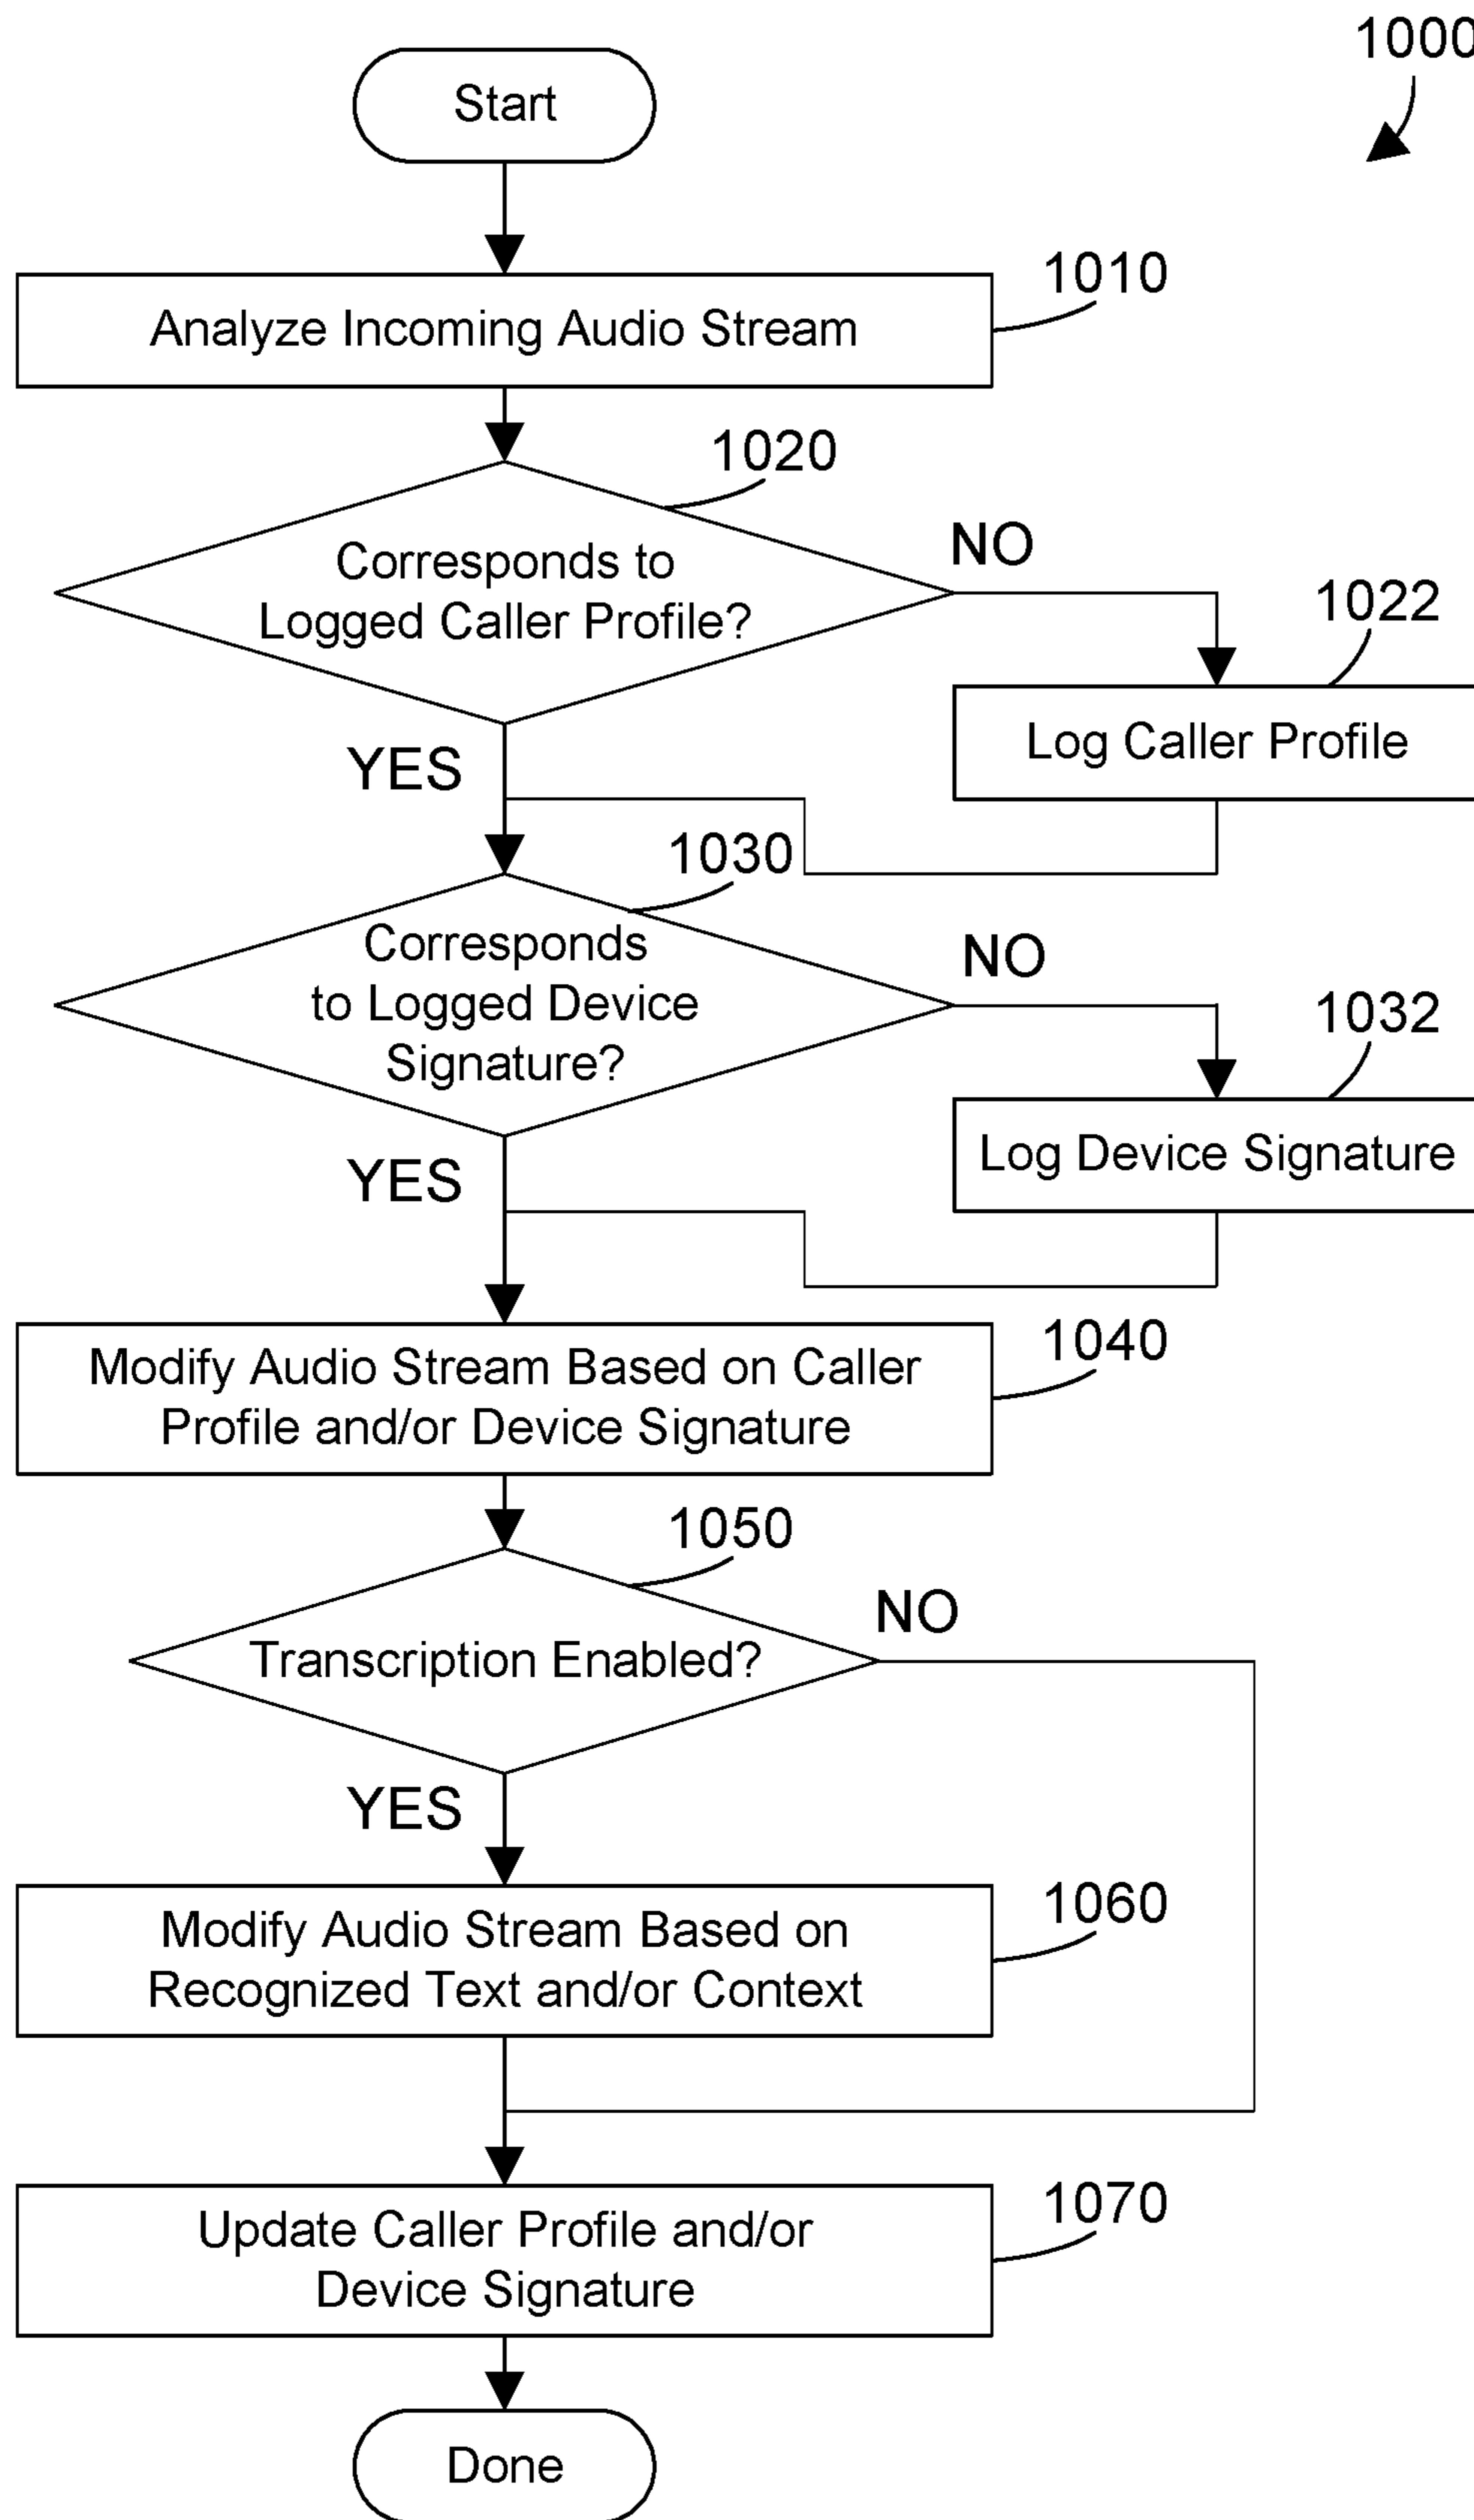 1000
Start
1010
Analyze Incoming Audio Stream
1020
Corresponds to
Logged Caller Profile?
NO
1022
Log Caller Profile
YES
1030
Corresponds
to Logged Device
Signature?
NO
1032
Log Device Signature
YES
1040
Modify Audio Stream Based on Caller
Profile and/or Device Signature
1050
Transcription Enabled?
NO
YES
1060
Modify Audio Stream Based on
Recognized Text and/or Context
1070
Update Caller Profile and/or
Device Signature
Done